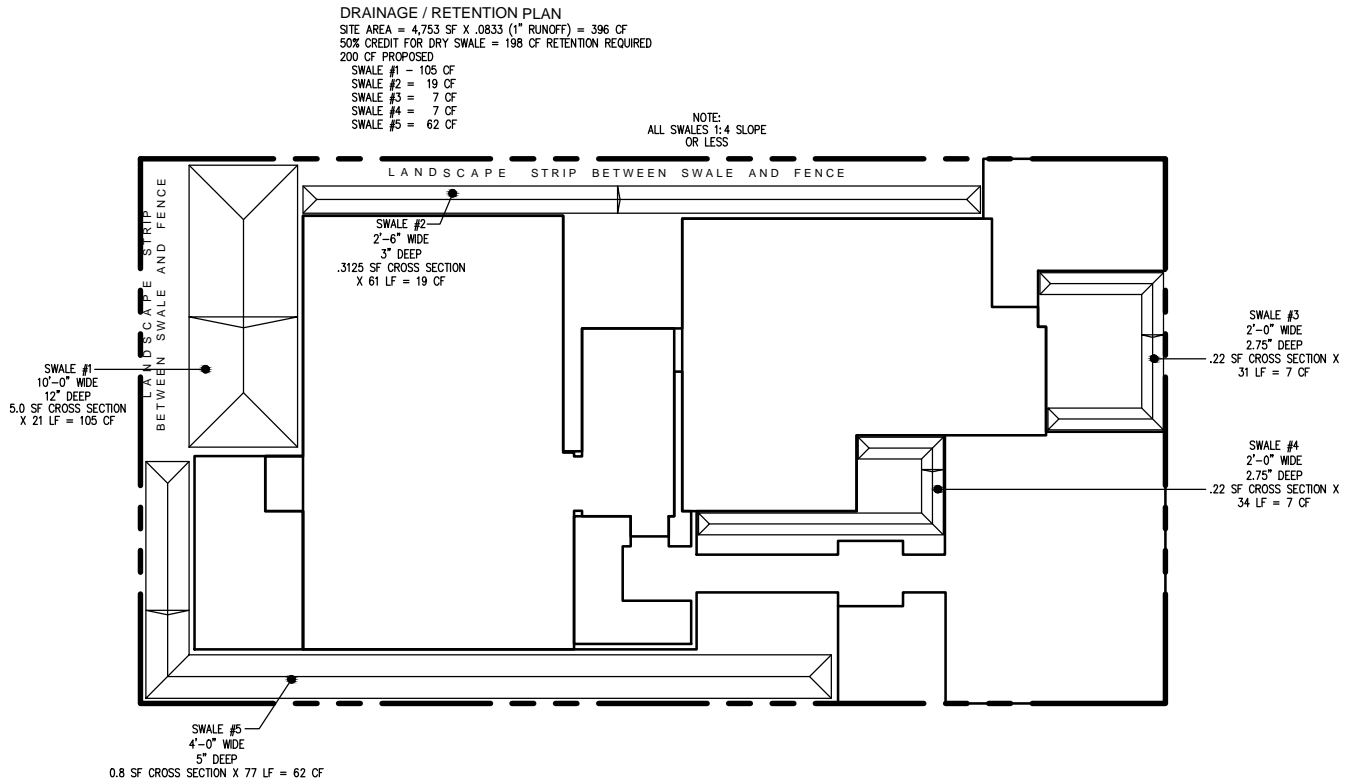 DRAINAGE / RETENTION PLAN
SITE AREA = 4,753 SF X .0833 (1" RUNOFF) = 396 CF
50% CREDIT FOR DRY SWALE = 198 CF RETENTION REQUIRED
200 CF PROPOSED
SWALE #1 - 105 CF
SWALE #2 = 19 CF
SWALE #3 = 7 CF
SWALE #4 = 7 CF
SWALE #5 = 62 CF
NOTE:
ALL SWALES 1:4 SLOPE
OR LESS
LANDSCAPE STRIP BETWEEN SWALE AND FENCE
LANDSCAPE STRIP
BETWEEN SWALE AND FENCE
SWALE #2
2'-6" WIDE
3" DEEP
.3125 SF CROSS SECTION
X 61 LF = 19 CF
SWALE #3
2'-0" WIDE
2.75" DEEP
.22 SF CROSS SECTION X
31 LF = 7 CF
SWALE #1
10'-0" WIDE
12" DEEP
5.0 SF CROSS SECTION
X 21 LF = 105 CF
SWALE #4
2'-0" WIDE
2.75" DEEP
.22 SF CROSS SECTION X
34 LF = 7 CF
SWALE #5
4'-0" WIDE
5" DEEP
0.8 SF CROSS SECTION X 77 LF = 62 CF